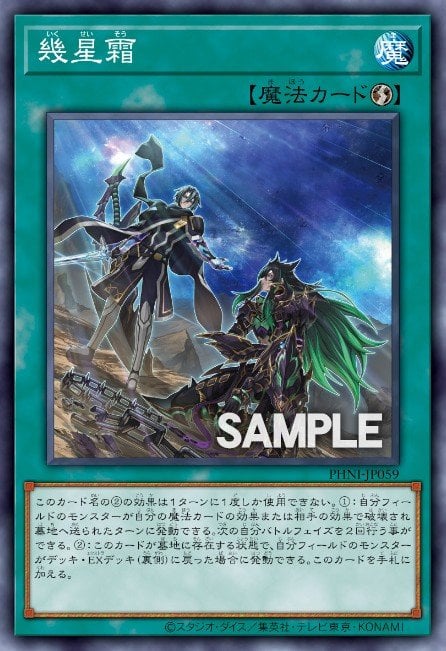 幾星霜
いくせいそう
魔
【魔法カード】
SAMPLE
PHNI-JP059
このカード名の②の効果は1ターンに1度しか使用できない。①：自分フィー
ルドのモンスターが自分の魔法カードの効果または相手の効果で破壊され
墓地へ送られたターンに発動できる。次の自分バトルフェイズを2回行う事が
できる。②：このカードが墓地に存在する状態で、自分フィールドのモンスター
がデッキ・EXデッキ(裏側)に戻った場合に発動できる。このカードを手札に
加える。
©スタジオ・ダイス/集英社・テレビ東京・KONAMI